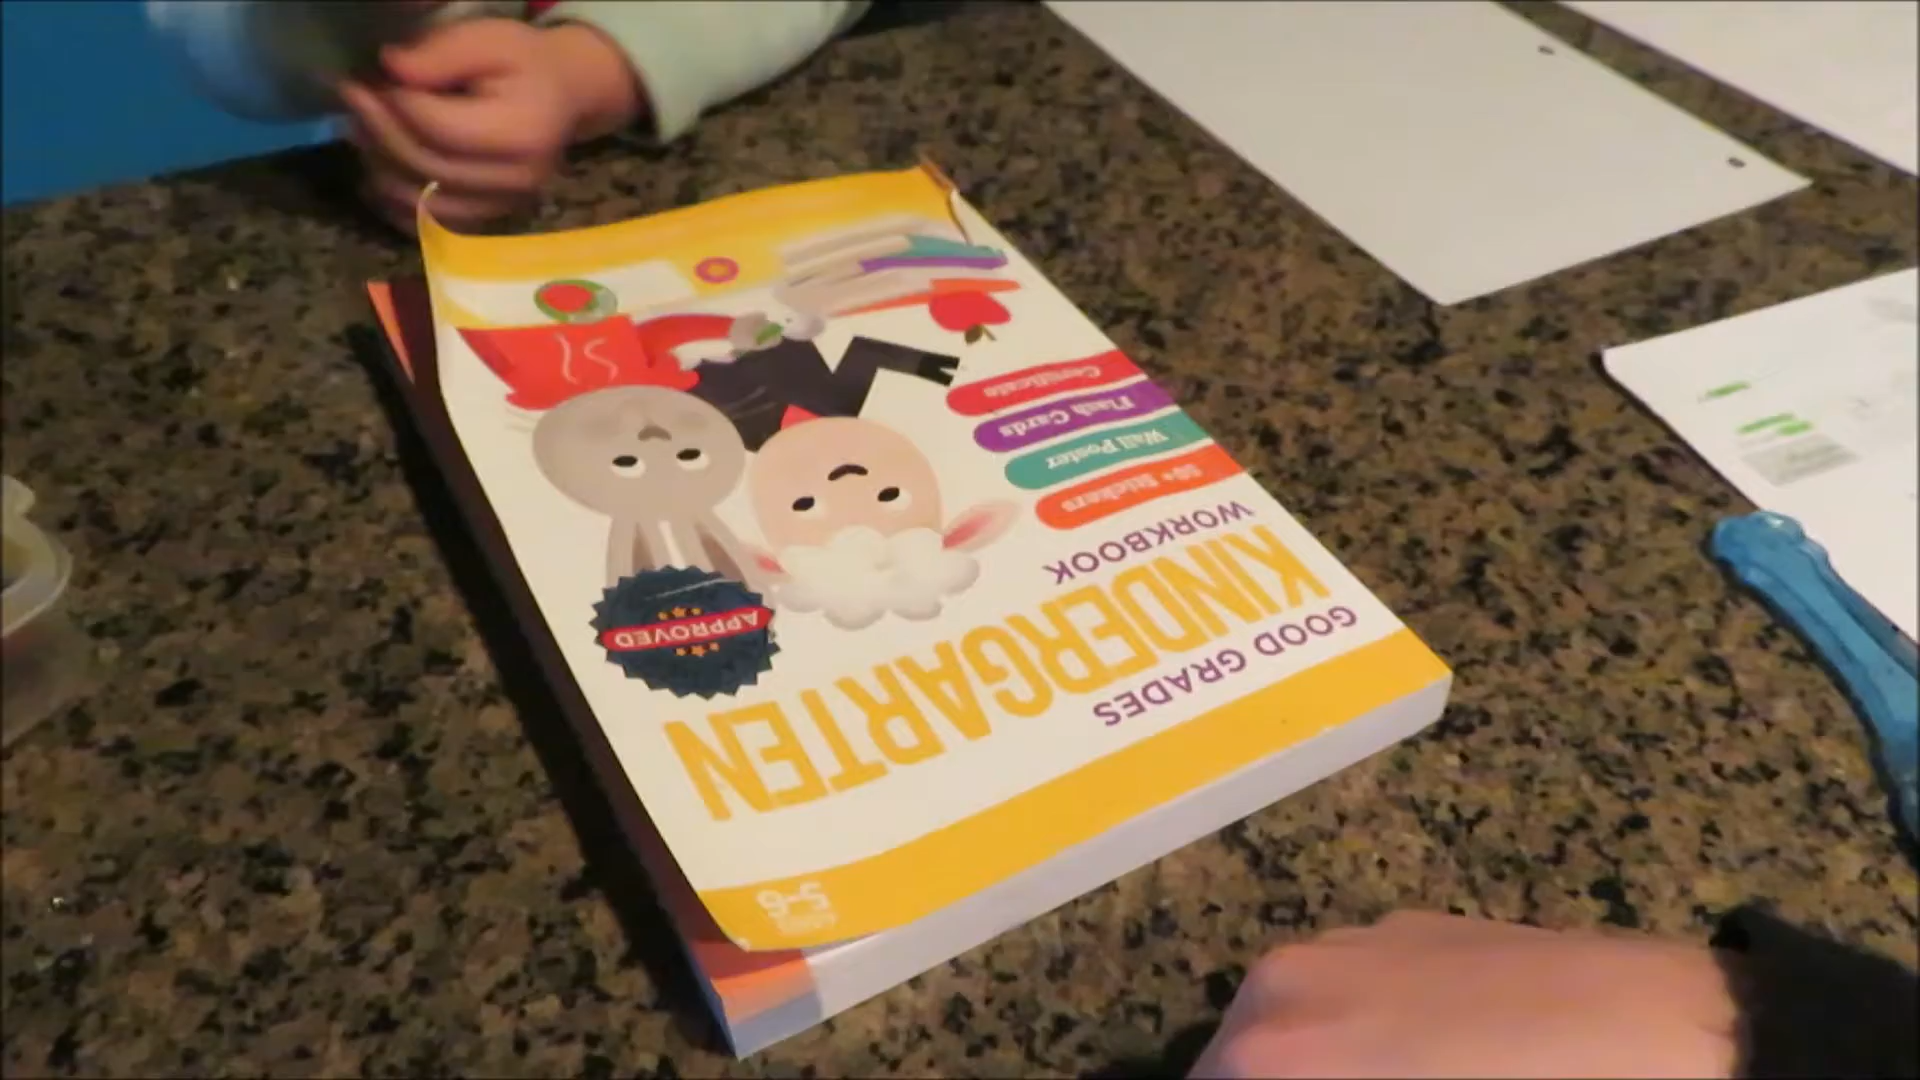 GOOD GRADES
KINDERGARTEN
WORKBOOK
50+ Stickers
Wall Poster
Flash Cards
Certificate
APPROVED
5-6